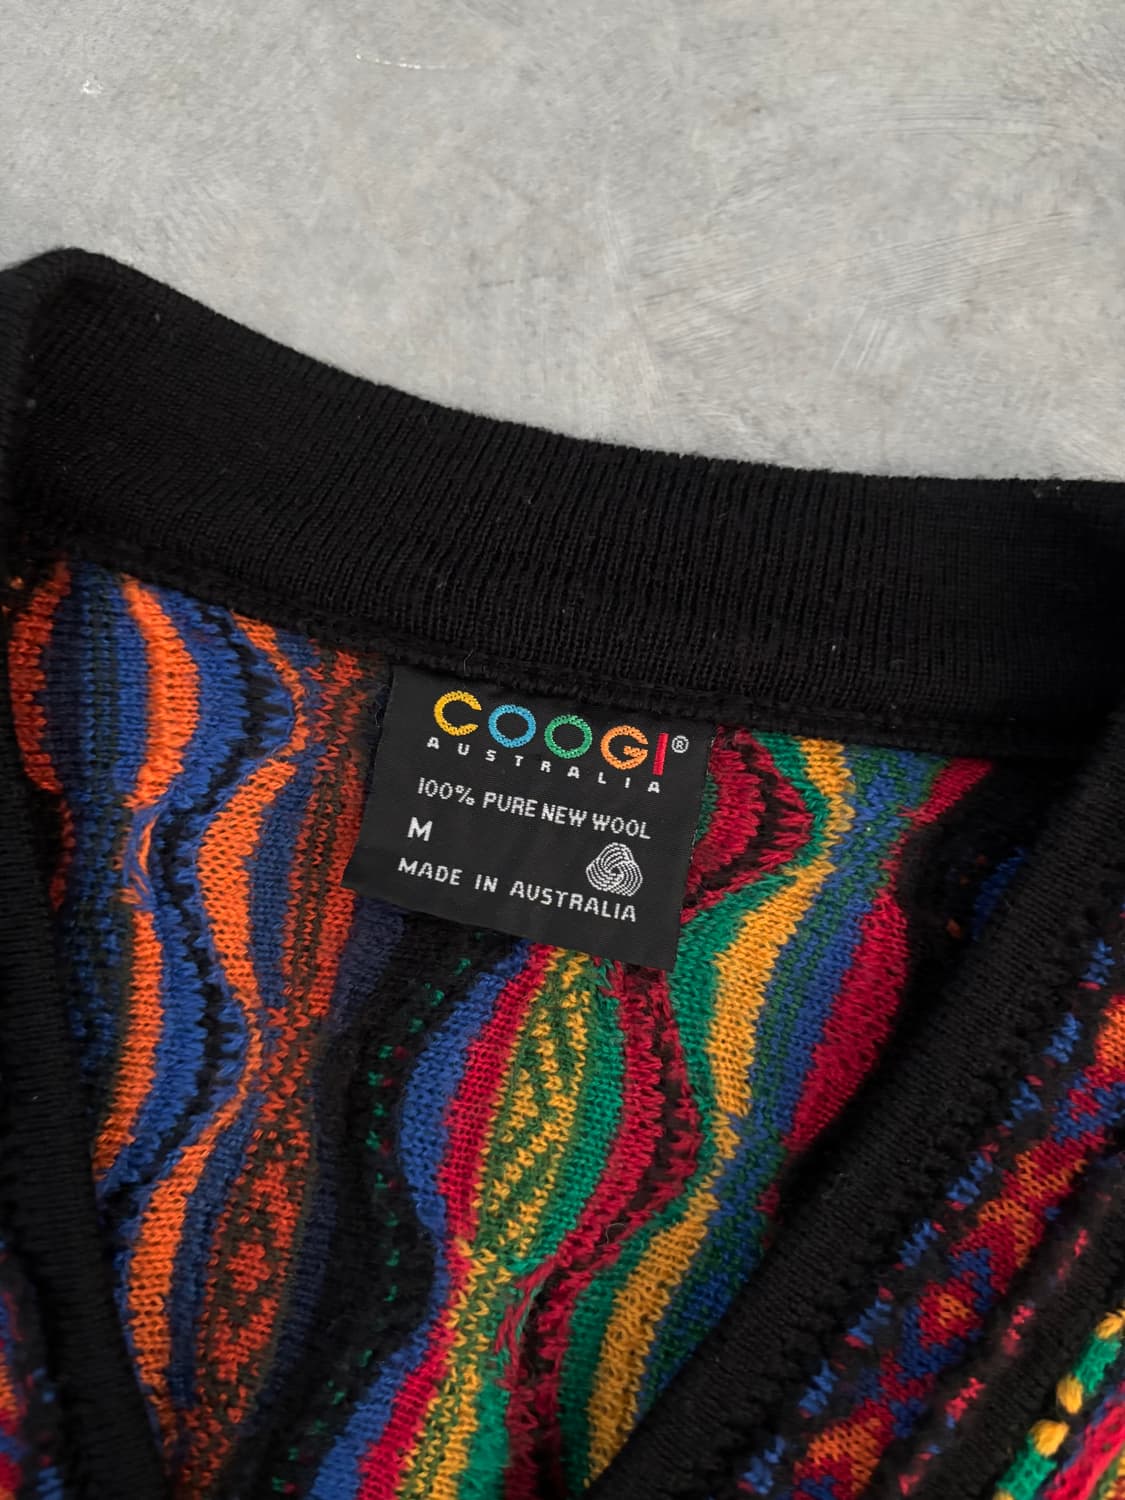 COOGI®
AUSTRALIA
100% PURE NEW WOOL
M
MADE IN AUSTRALIA